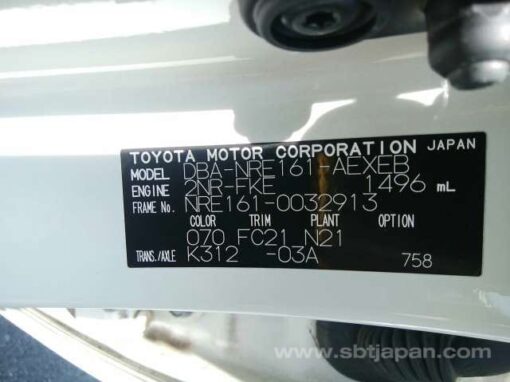 TOYOTA MOTOR CORPORATION JAPAN
MODEL DBA-NRE161-AEXEB
ENGINE 2NR-FKE 1496 mL
FRAME No. NRE161-0032913
COLOR TRIM PLANT OPTION
070 FC21 N21
TRANS./AXLE K312 -03A 758
www.sbtjapan.com